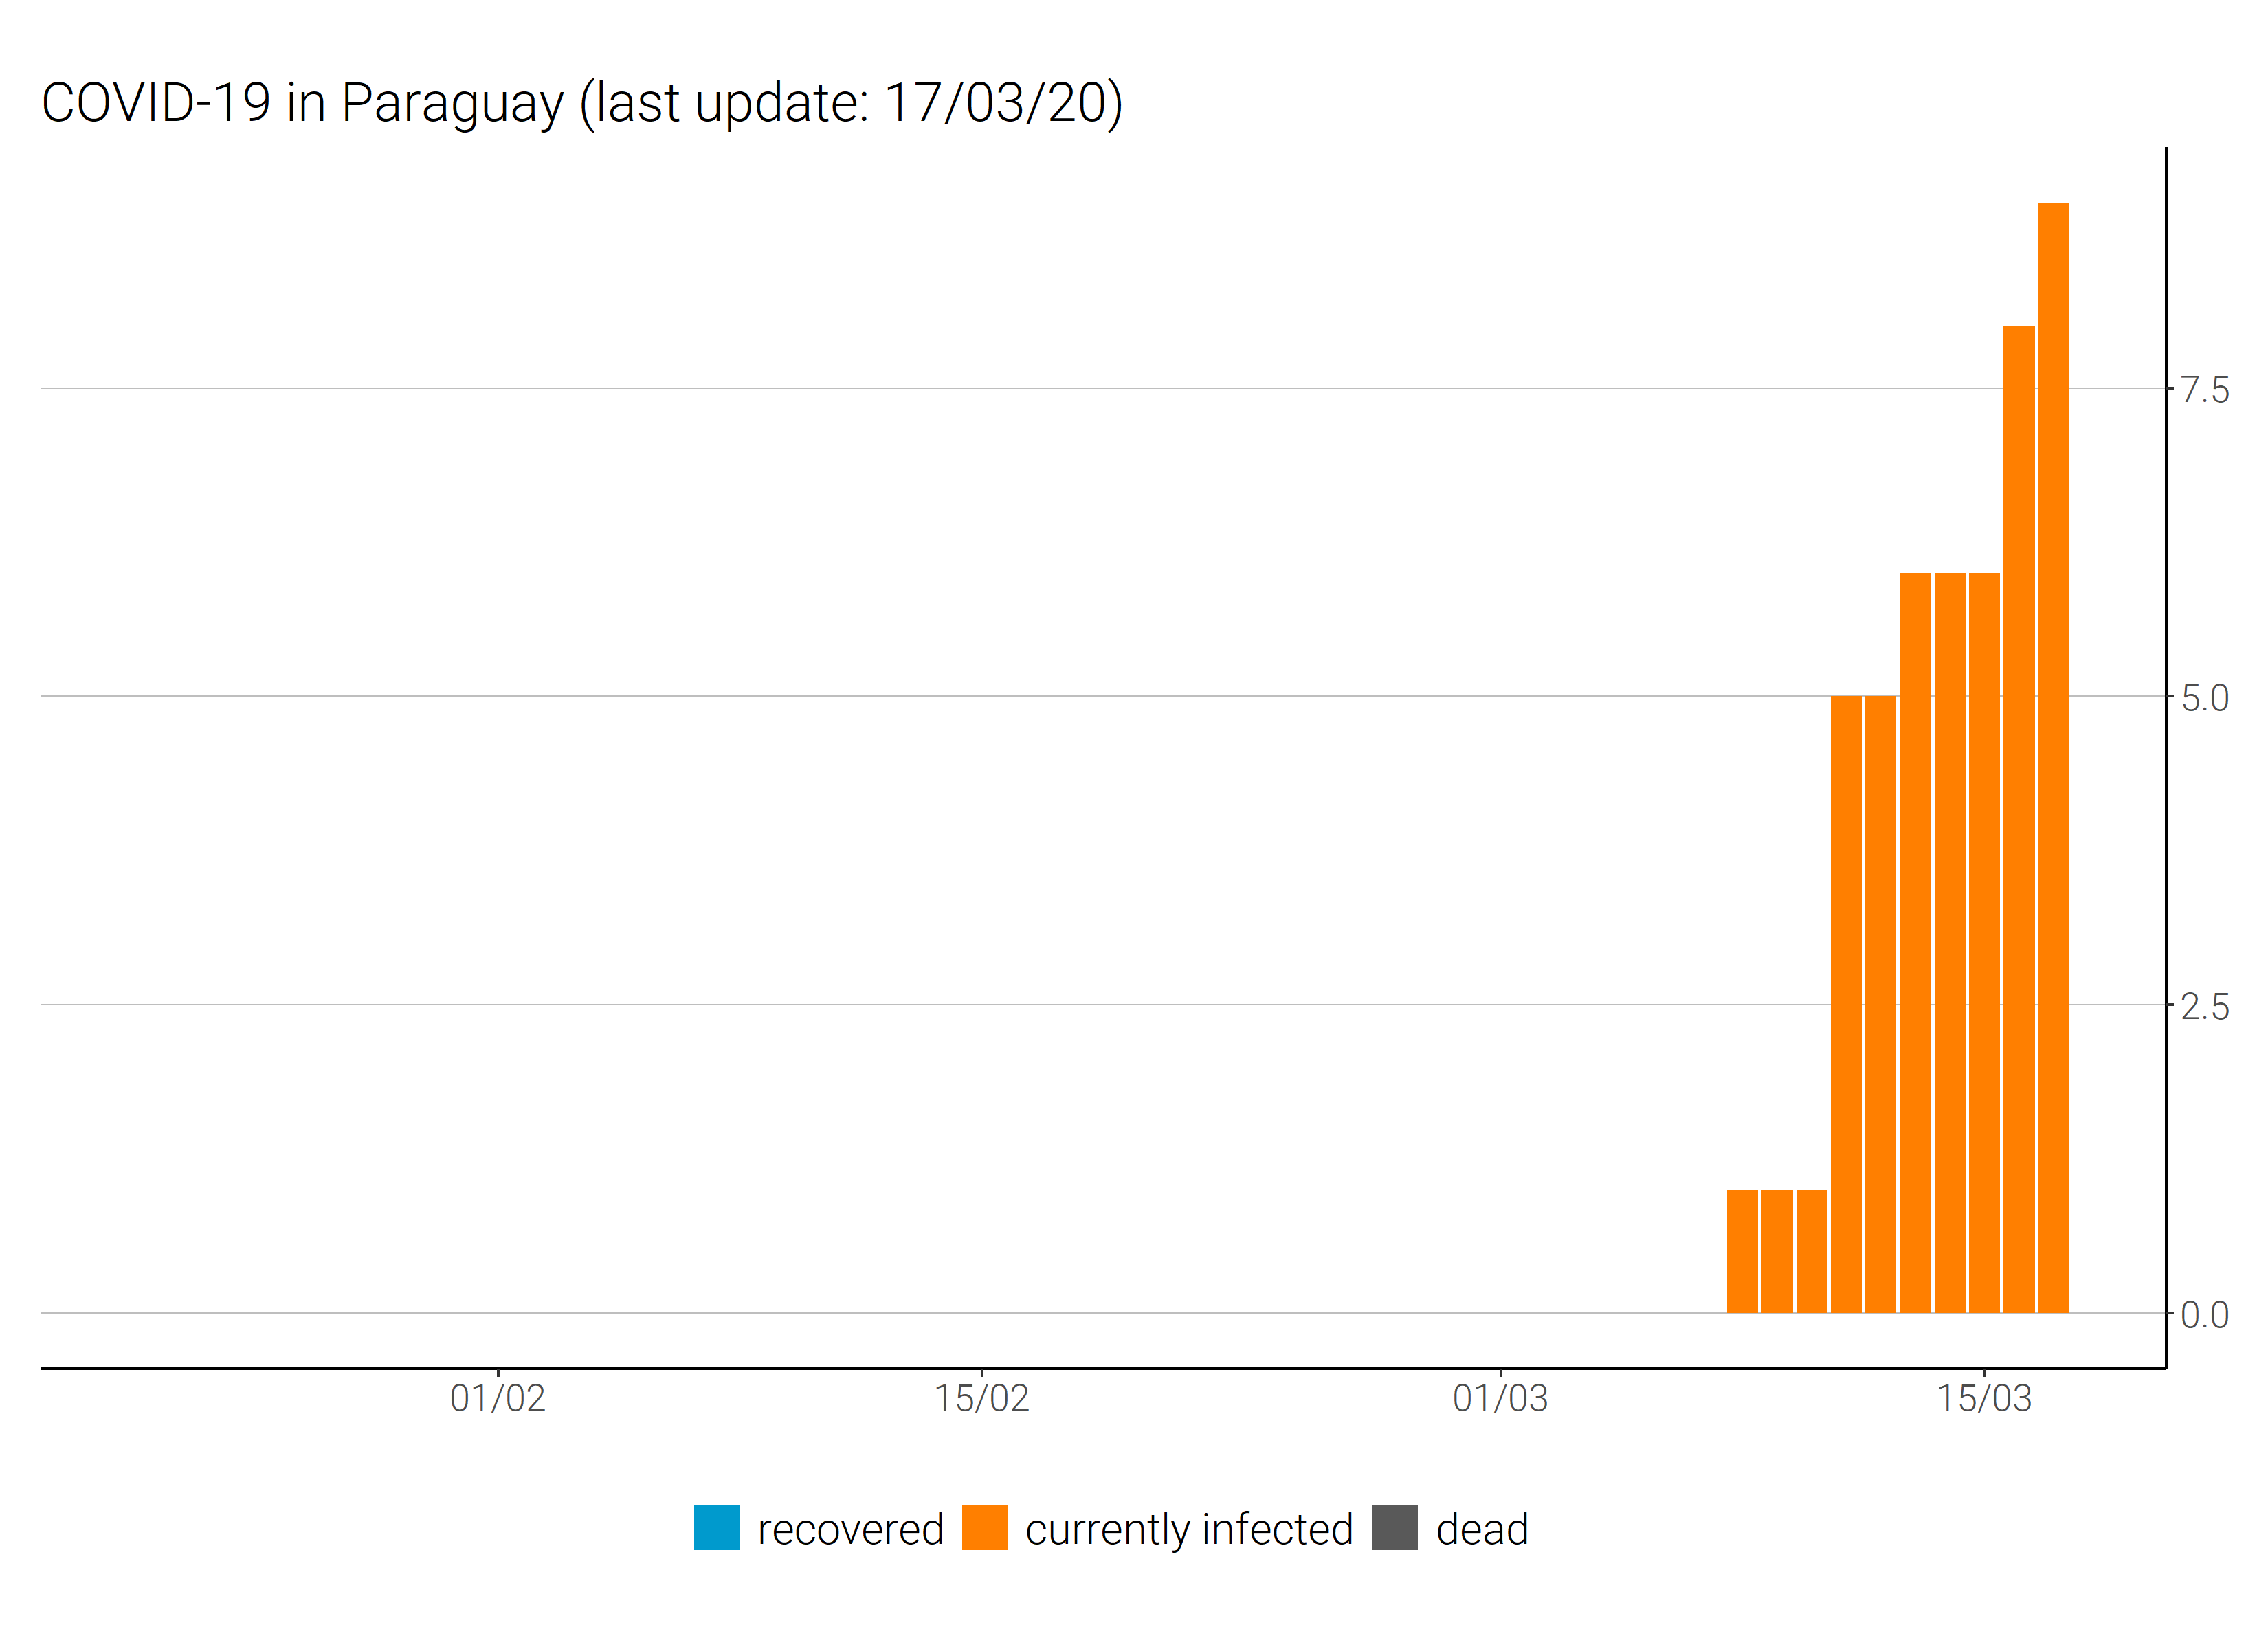 COVID-19 in Paraguay (last update: 17/03/20)
7.5
5.0
2.5
0.0
01/02 15/02 01/03 15/03
recovered currently infected dead